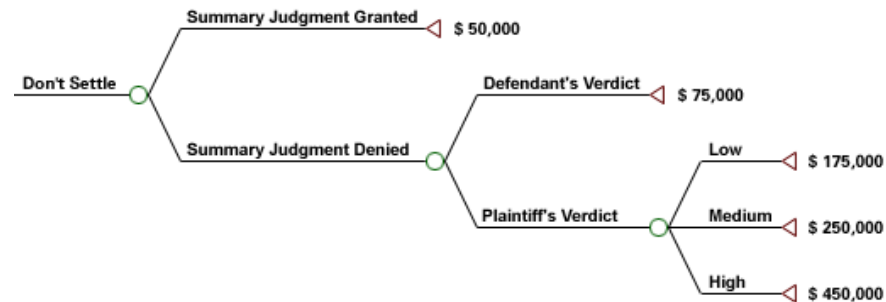 Summary Judgment Granted
$ 50,000
Don't Settle
Defendant's Verdict
$ 75,000
Summary Judgment Denied
Low
$ 175,000
Plaintiff's Verdict
Medium
$ 250,000
High
$ 450,000